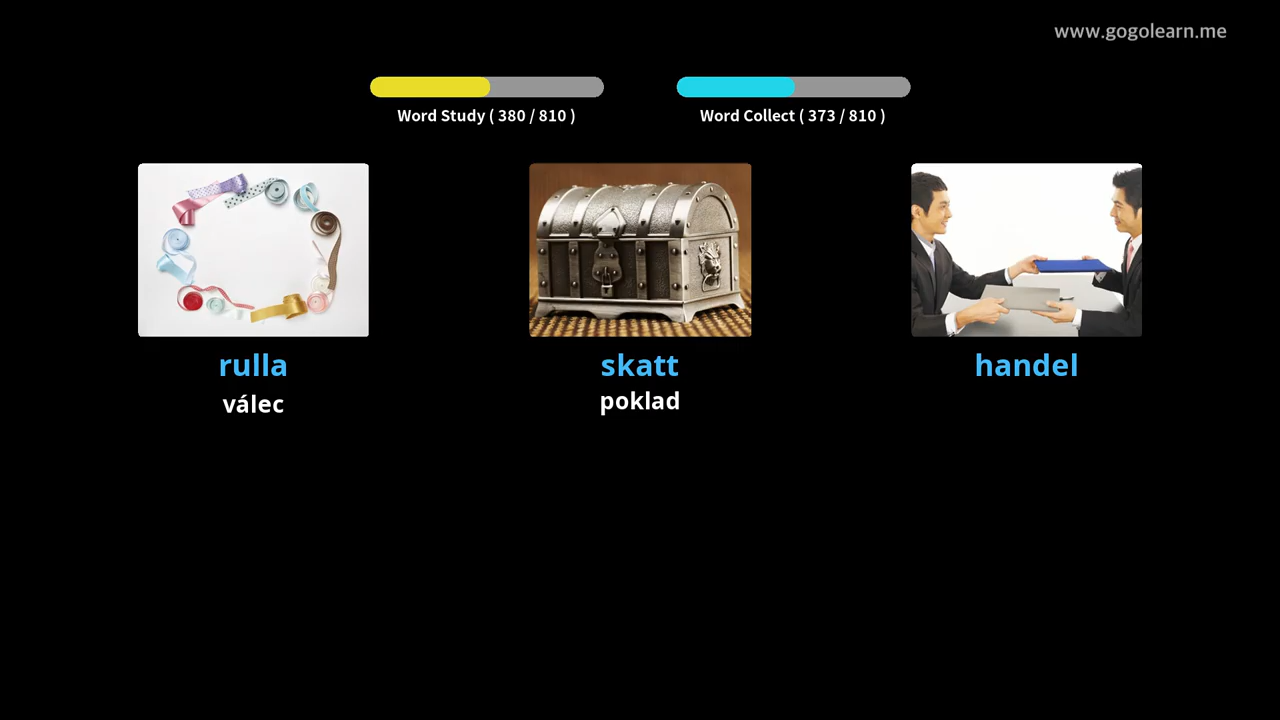 www.gogolearn.me
Word Study ( 380 / 810 )
Word Collect ( 373 / 810 )
rulla
válec
skatt
poklad
handel